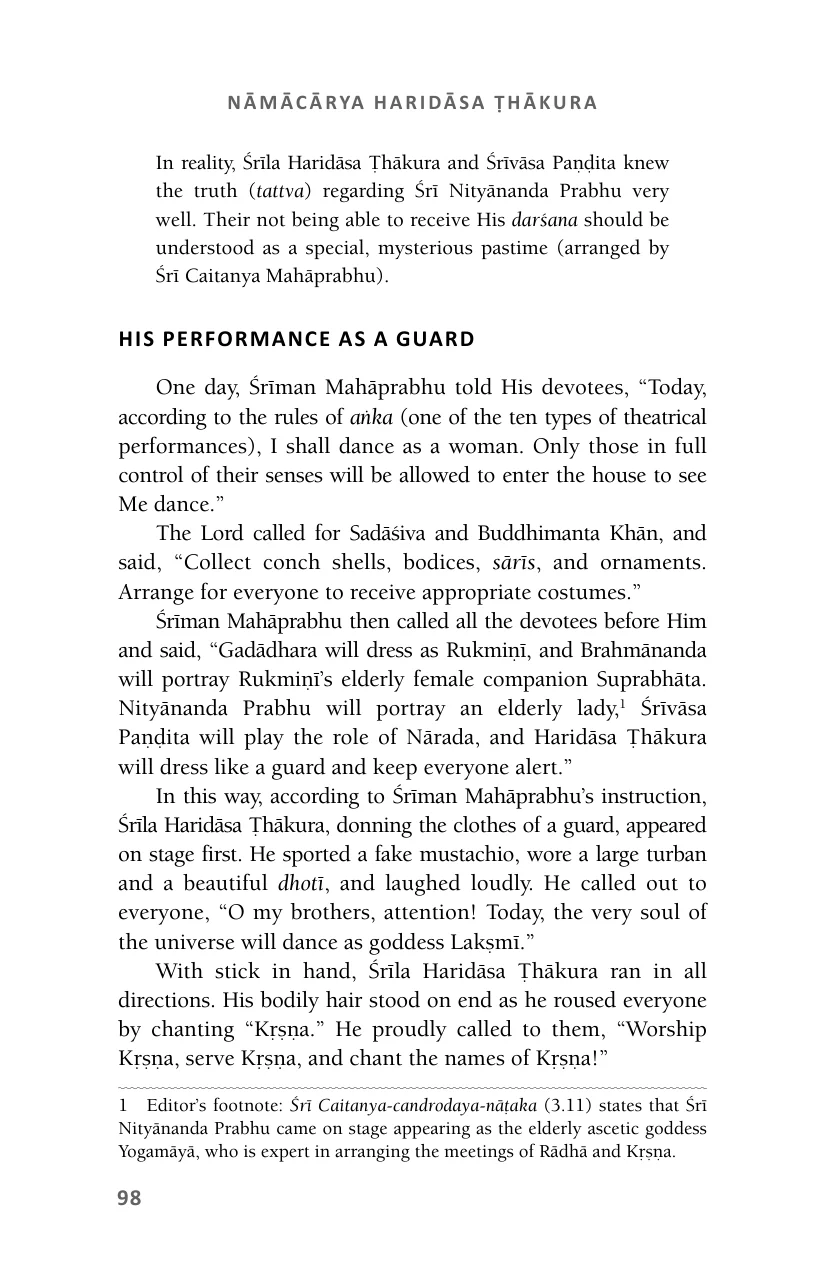 NĀMĀCĀRYA HARIDĀSA ṬHĀKURA
In reality, Śrīla Haridāsa Ṭhākura and Śrīvāsa Paṇḍita knew
the truth (tattva) regarding Śrī Nityānanda Prabhu very
well. Their not being able to receive His darśana should be
understood as a special, mysterious pastime (arranged by
Śrī Caitanya Mahāprabhu).
HIS PERFORMANCE AS A GUARD
One day, Śrīman Mahāprabhu told His devotees, “Today,
according to the rules of aṅka (one of the ten types of theatrical
performances), I shall dance as a woman. Only those in full
control of their senses will be allowed to enter the house to see
Me dance.”
The Lord called for Sadāśiva and Buddhimanta Khān, and
said, “Collect conch shells, bodices, sārīs, and ornaments.
Arrange for everyone to receive appropriate costumes.”
Śrīman Mahāprabhu then called all the devotees before Him
and said, “Gadādhara will dress as Rukmiṇī, and Brahmānanda
will portray Rukmiṇī’s elderly female companion Suprabhāta.
Nityānanda Prabhu will portray an elderly lady,¹ Śrīvāsa
Paṇḍita will play the role of Nārada, and Haridāsa Ṭhākura
will dress like a guard and keep everyone alert.”
In this way, according to Śrīman Mahāprabhu’s instruction,
Śrīla Haridāsa Ṭhākura, donning the clothes of a guard, appeared
on stage first. He sported a fake mustachio, wore a large turban
and a beautiful dhotī, and laughed loudly. He called out to
everyone, “O my brothers, attention! Today, the very soul of
the universe will dance as goddess Lakṣmī.”
With stick in hand, Śrīla Haridāsa Ṭhākura ran in all
directions. His bodily hair stood on end as he roused everyone
by chanting “Kṛṣṇa.” He proudly called to them, “Worship
Kṛṣṇa, serve Kṛṣṇa, and chant the names of Kṛṣṇa!”
1 Editor’s footnote: Śrī Caitanya-candrodaya-nāṭaka (3.11) states that Śrī
Nityānanda Prabhu came on stage appearing as the elderly ascetic goddess
Yogamāyā, who is expert in arranging the meetings of Rādhā and Kṛṣṇa.
98